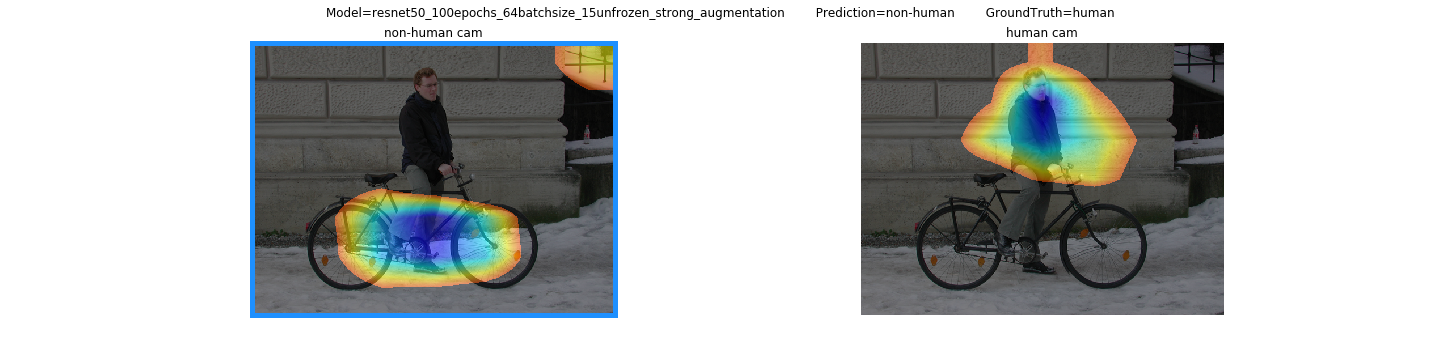 Model=resnet50_100epochs_64batchsize_15unfrozen_strong_augmentation Prediction=non-human GroundTruth=human
non-human cam
human cam